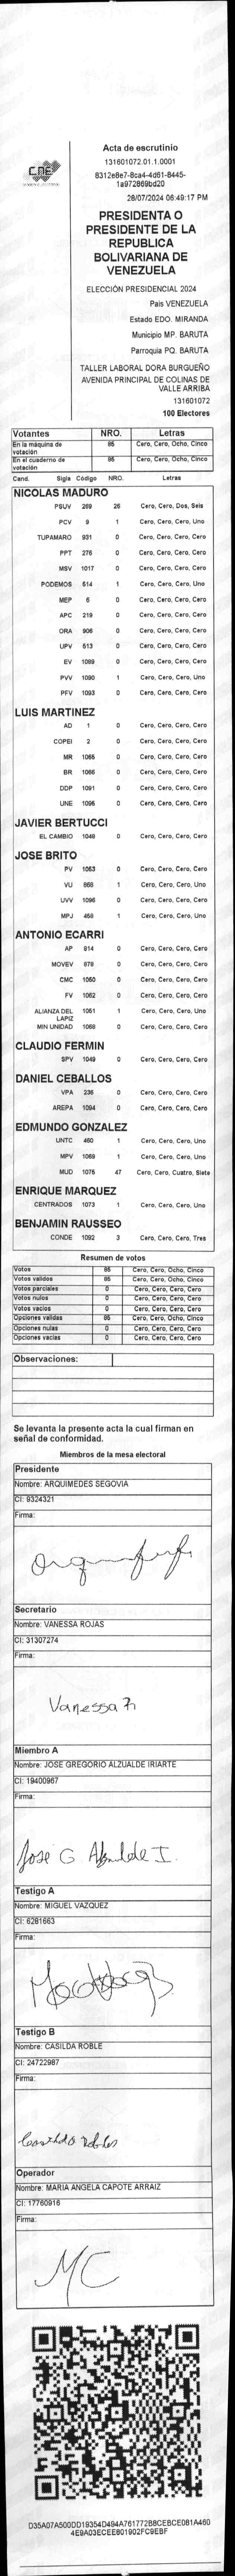 CNE
Acta de escrutinio
131601072.01.1.0001
8312e8e7-8ca4-4d61-8445-
1a972869bd20
28/07/2024 06:49:17 PM
PRESIDENTA O
PRESIDENTE DE LA
REPUBLICA
BOLIVARIANA DE
VENEZUELA
ELECCIÓN PRESIDENCIAL 2024
Pais VENEZUELA
Estado EDO. MIRANDA
Municipio MP. BARUTA
Parroquia PQ. BARUTA
TALLER LABORAL DORA BURGUEÑO
AVENIDA PRINCIPAL DE COLINAS DE
VALLE ARRIBA
131601072
100 Electores
Votantes NRO. Letras
En la máquina de votación 85 Cero, Cero, Ocho, Cinco
En el cuaderno de votación 85 Cero, Cero, Ocho, Cinco
Cand. Sigla Código NRO. Letras
NICOLAS MADURO
PSUV 269 26 Cero, Cero, Dos, Seis
PCV 9 1 Cero, Cero, Cero, Uno
TUPAMARO 931 0 Cero, Cero, Cero, Cero
PPT 276 0 Cero, Cero, Cero, Cero
MSV 1017 0 Cero, Cero, Cero, Cero
PODEMOS 514 1 Cero, Cero, Cero, Uno
MEP 6 0 Cero, Cero, Cero, Cero
APC 219 0 Cero, Cero, Cero, Cero
ORA 906 0 Cero, Cero, Cero, Cero
UPV 513 0 Cero, Cero, Cero, Cero
EV 1089 0 Cero, Cero, Cero, Cero
PVV 1090 1 Cero, Cero, Cero, Uno
PFV 1093 0 Cero, Cero, Cero, Cero
LUIS MARTINEZ
AD 1 0 Cero, Cero, Cero, Cero
COPEI 2 0 Cero, Cero, Cero, Cero
MR 1065 0 Cero, Cero, Cero, Cero
BR 1066 0 Cero, Cero, Cero, Cero
DDP 1091 0 Cero, Cero, Cero, Cero
UNE 1095 0 Cero, Cero, Cero, Cero
JAVIER BERTUCCI
EL CAMBIO 1048 0 Cero, Cero, Cero, Cero
JOSE BRITO
PV 1053 0 Cero, Cero, Cero, Cero
VU 868 1 Cero, Cero, Cero, Uno
UVV 1096 0 Cero, Cero, Cero, Cero
MPJ 459 1 Cero, Cero, Cero, Uno
ANTONIO ECARRI
AP 814 0 Cero, Cero, Cero, Cero
MOVEV 878 0 Cero, Cero, Cero, Cero
CMC 1050 0 Cero, Cero, Cero, Cero
FV 1062 0 Cero, Cero, Cero, Cero
ALIANZA DEL LAPIZ 1051 1 Cero, Cero, Cero, Uno
MIN UNIDAD 1068 0 Cero, Cero, Cero, Cero
CLAUDIO FERMIN
SPV 1049 0 Cero, Cero, Cero, Cero
DANIEL CEBALLOS
VPA 236 0 Cero, Cero, Cero, Cero
AREPA 1094 0 Cero, Cero, Cero, Cero
EDMUNDO GONZALEZ
UNTC 450 1 Cero, Cero, Cero, Uno
MPV 1069 1 Cero, Cero, Cero, Uno
MUD 1075 47 Cero, Cero, Cuatro, Siete
ENRIQUE MARQUEZ
CENTRADOS 1073 1 Cero, Cero, Cero, Uno
BENJAMIN RAUSSEO
CONDE 1092 3 Cero, Cero, Cero, Tres
Resumen de votos
Votos 85 Cero, Cero, Ocho, Cinco
Votos validos 85 Cero, Cero, Ocho, Cinco
Votos parciales 0 Cero, Cero, Cero, Cero
Votos nulos 0 Cero, Cero, Cero, Cero
Votos vacios 0 Cero, Cero, Cero, Cero
Opciones validas 85 Cero, Cero, Ocho, Cinco
Opciones nulas 0 Cero, Cero, Cero, Cero
Opciones vacias 0 Cero, Cero, Cero, Cero
Observaciones:
Se levanta la presente acta la cual firman en
señal de conformidad.
Miembros de la mesa electoral
Presidente
Nombre: ARQUIMEDES SEGOVIA
CI: 9324321
Firma:
Secretario
Nombre: VANESSA ROJAS
CI: 31307274
Firma:
Vanessa R
Miembro A
Nombre: JOSE GREGORIO ALZUALDE IRIARTE
CI: 19400967
Firma:
José G Alzualde I.
Testigo A
Nombre: MIGUEL VAZQUEZ
CI: 6281663
Firma:
Testigo B
Nombre: CASILDA ROBLE
CI: 24722987
Firma:
Casilda Robles
Operador
Nombre: MARIA ANGELA CAPOTE ARRAIZ
CI: 17760916
Firma:
MC
D35A07A500DD19354D494A761772B8CEBCE081A460
4E9A03ECEE801902FC9EBF